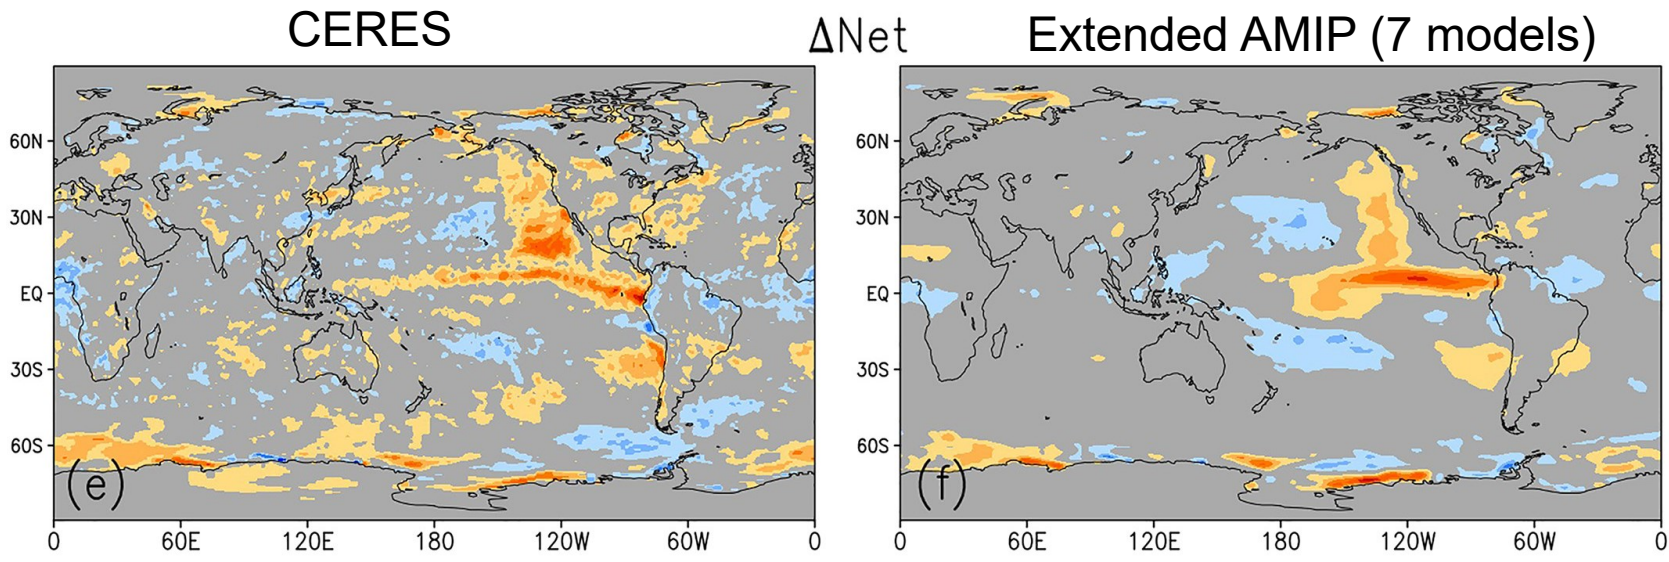 CERES
ΔNet
Extended AMIP (7 models)
60N
30N
EQ
30S
60S
(e)
0 60E 120E 180 120W 60W 0
60N
30N
EQ
30S
60S
(f)
0 60E 120E 180 120W 60W 0